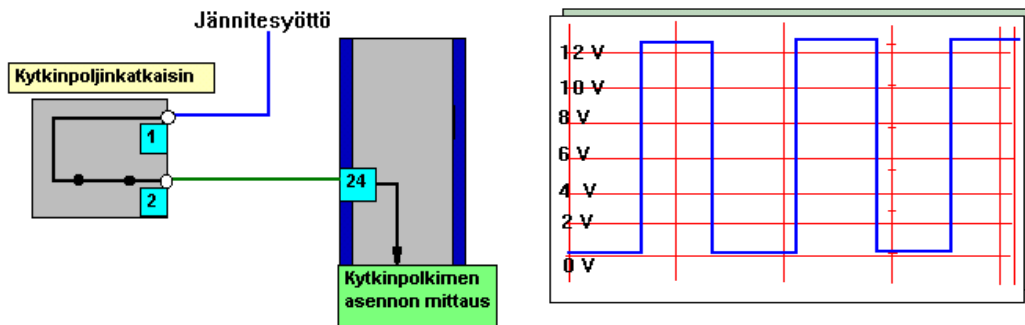 Jännitesyöttö
Kytkinpoljinkatkaisin
1
2
24
Kytkinpolkimen
asennon mittaus
12 V
10 V
8 V
6 V
4 V
2 V
0 V